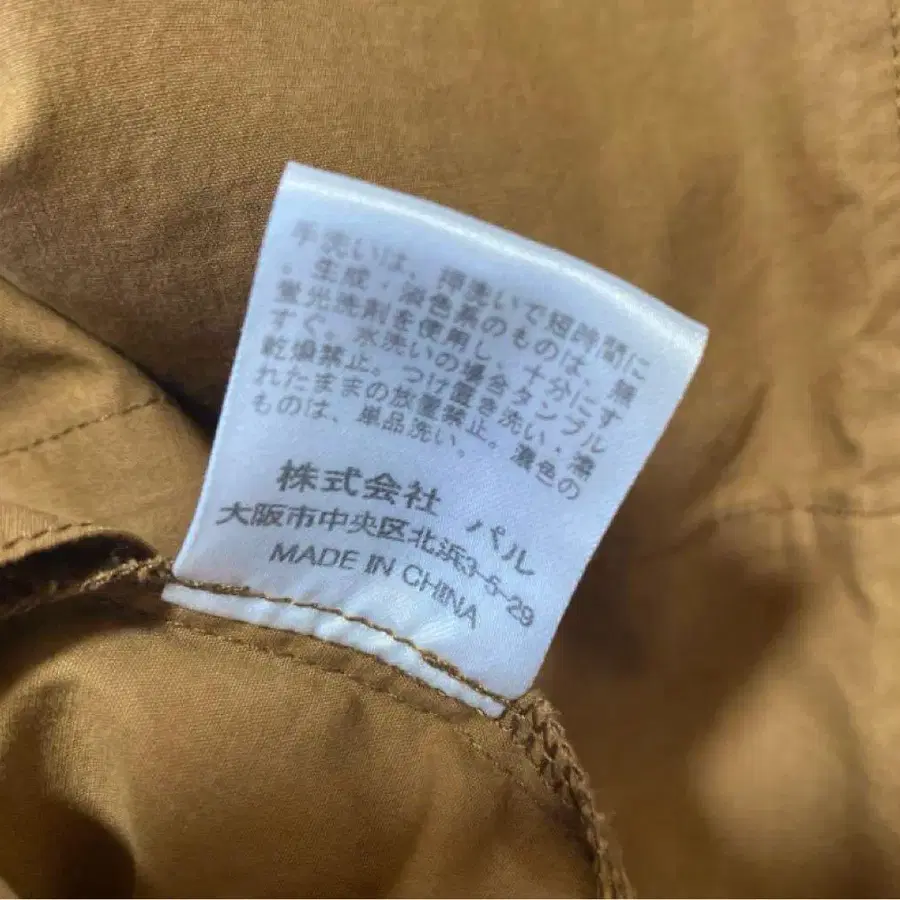 手洗いは、押洗いで短時間に
。生成・淡色系のものは、無
蛍光洗剤を使用し、十分にす
すぐ。水洗いの場合タンブル
乾燥禁止。つけ置き洗い・濡
れたままの放置禁止。濃色の
ものは、単品洗い。
株式会社 パル
大阪市中央区北浜3-5-29
MADE IN CHINA